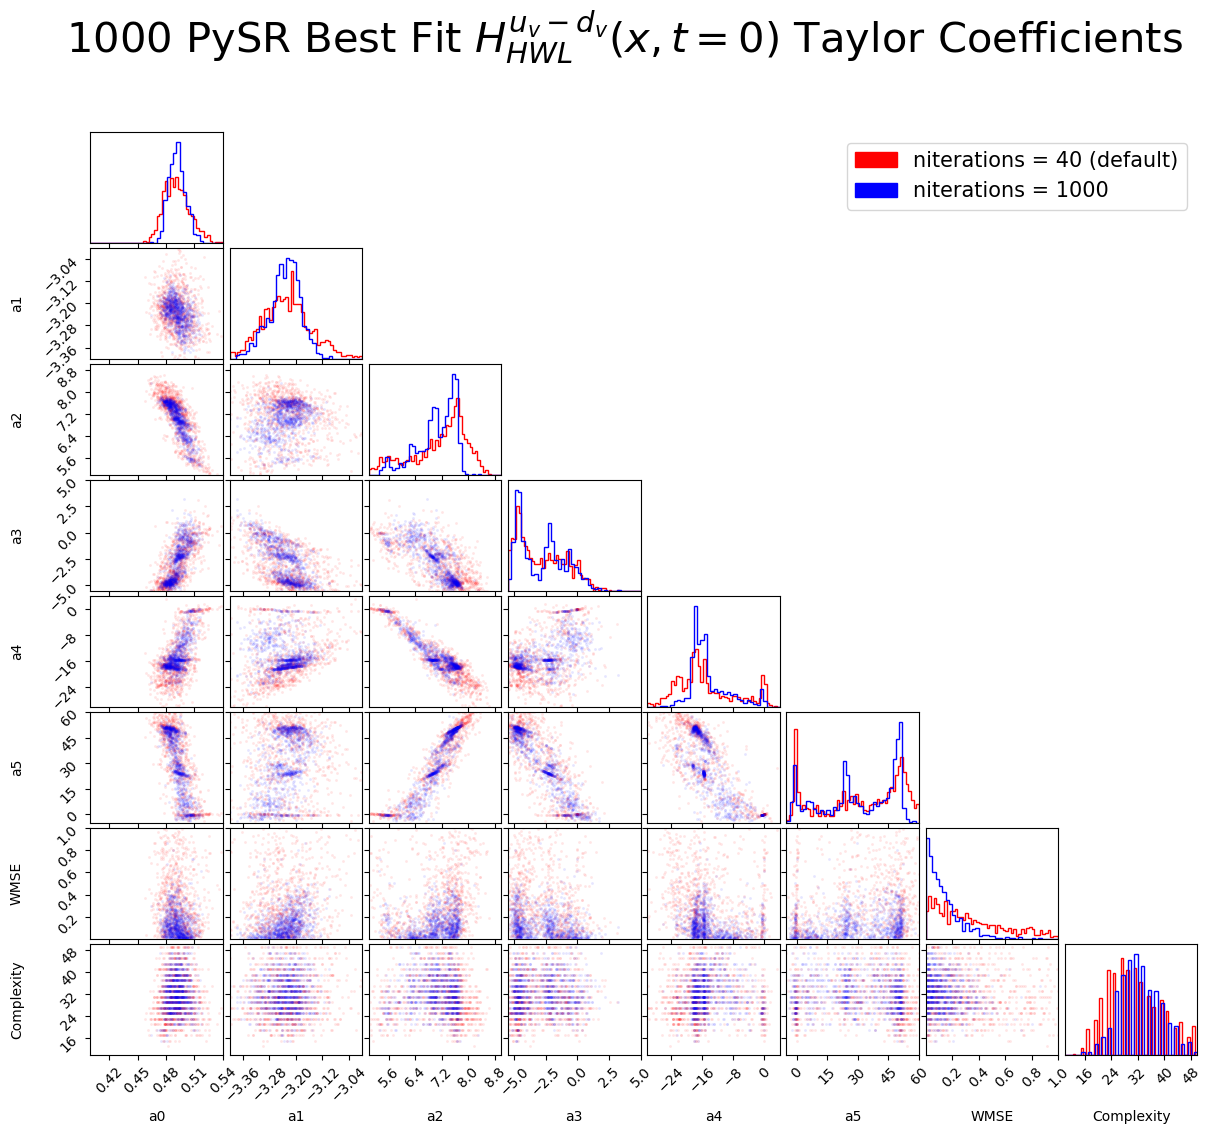 1000 PySR Best Fit $H_{HWL}^{u_v-d_v}(x, t=0)$ Taylor Coefficients
niterations = 40 (default)
niterations = 1000
a1
−3.04
−3.12
−3.20
−3.28
−3.36
a2
8.8
8.0
7.2
6.4
5.6
a3
5.0
2.5
0.0
−2.5
−5.0
a4
0
−8
−16
−24
a5
60
45
30
15
0
WMSE
1.0
0.8
0.6
0.4
0.2
Complexity
48
40
32
24
16
0.42 0.45 0.48 0.51 0.54 −3.36 −3.28 −3.20 −3.12 −3.04 5.6 6.4 7.2 8.0 8.8 −5.0 −2.5 0.0 2.5 5.0 −24 −16 −8 0 0 15 30 45 60 0.2 0.4 0.6 0.8 1.0 16 24 32 40 48
a0 a1 a2 a3 a4 a5 WMSE Complexity